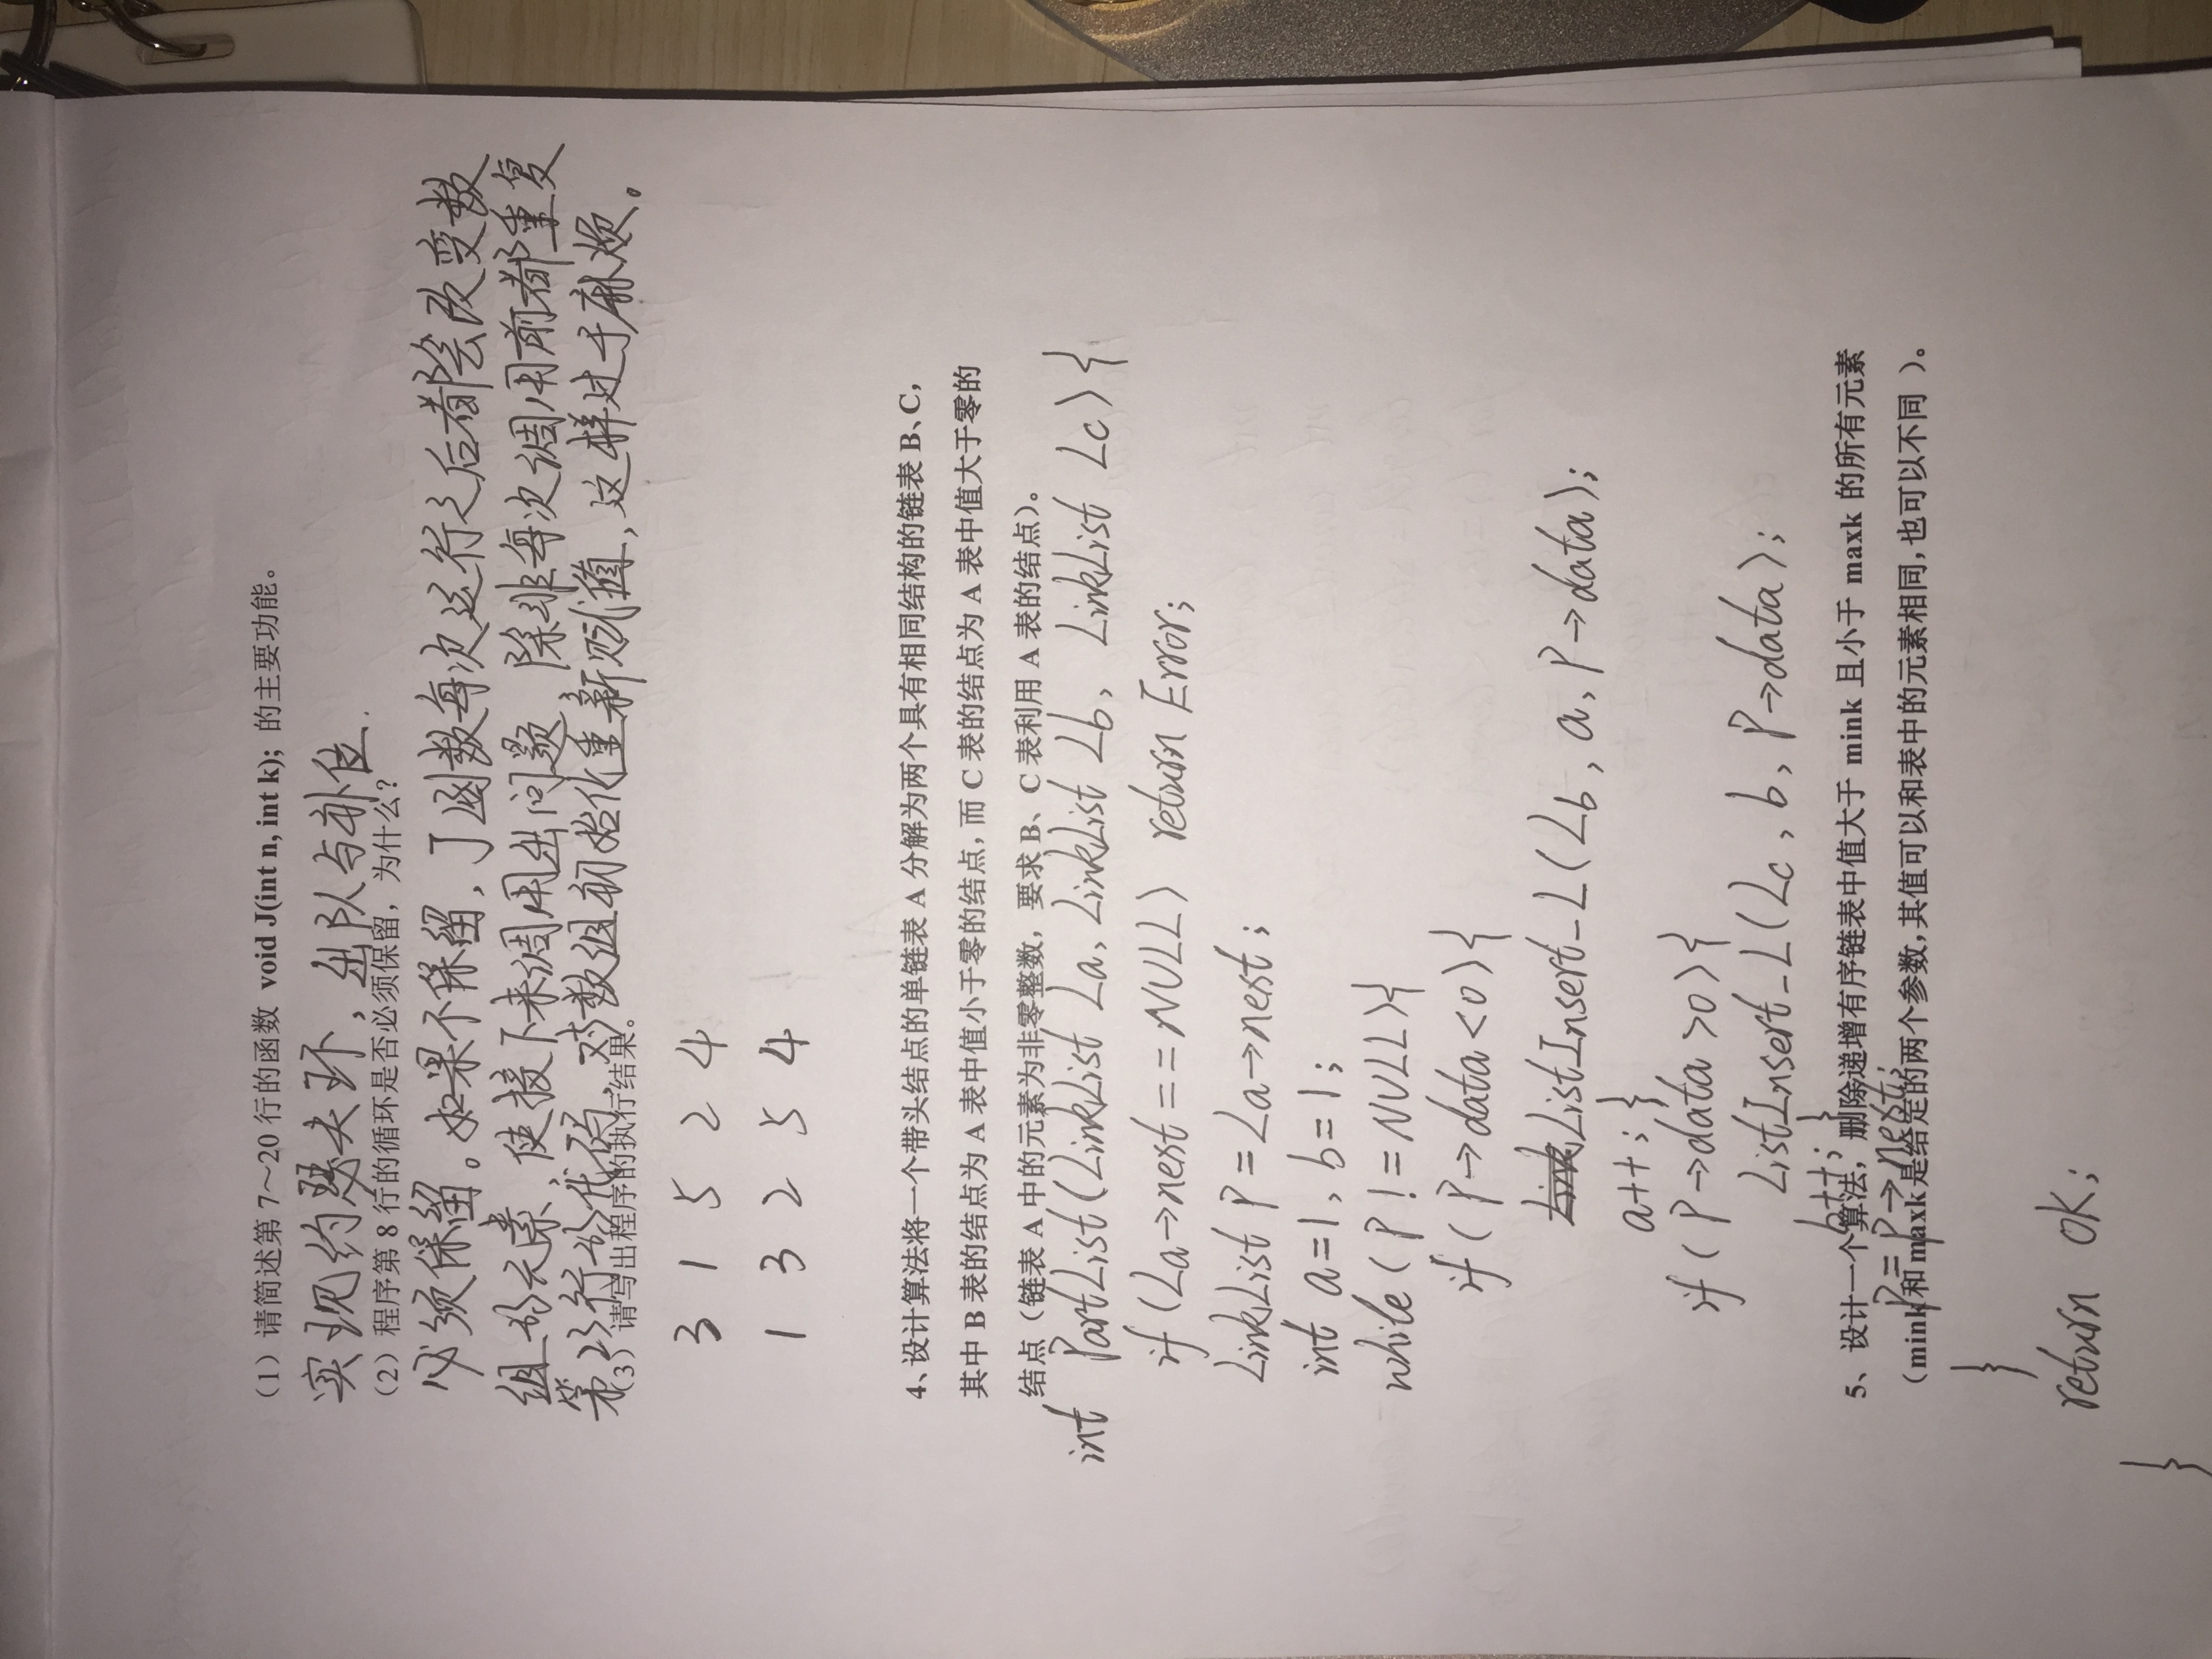 （1）请简述第 7～20 行的函数 void J(int n, int k); 的主要功能。
实现约瑟夫环，出队与补位.
（2）程序第 8 行的循环是否必须保留，为什么？
必须保留。如果不保留，J函数每次运行之后都会改变数
组的元素，使接下来调用出问题 除非每次调用前都重复
第 行的代码，对数组初始化重新赋值，这样过于麻烦。
（3）请写出程序的执行结果。
3 1 5 2 4
1 3 2 5 4
4、设计算法将一个带头结点的单链表 A 分解为两个具有相同结构的链表 B、C，
其中 B 表的结点为 A 表中值小于零的结点，而 C 表的结点为 A 表中值大于零的
结点（链表 A 中的元素为非零整数，要求 B、C 表利用 A 表的结点）。
int PartList(LinkList La, LinkList Lb, LinkList Lc){
if (La→next == NULL) return Error;
LinkList P = La→next;
int a=1, b=1;
while (P != NULL){
if (P→data <0){
ListInsert_L(Lb, a, P→data);
a++;}
if (P→data >0){
ListInsert_L(Lc, b, P→data);
b++; }
5、设计一个算法，删除递增有序链表中值大于 mink 且小于 maxk 的所有元素
P = P→next;
（mink 和 maxk 是给定的两个参数，其值可以和表中的元素相同，也可以不同 ）。
}
return OK;
}